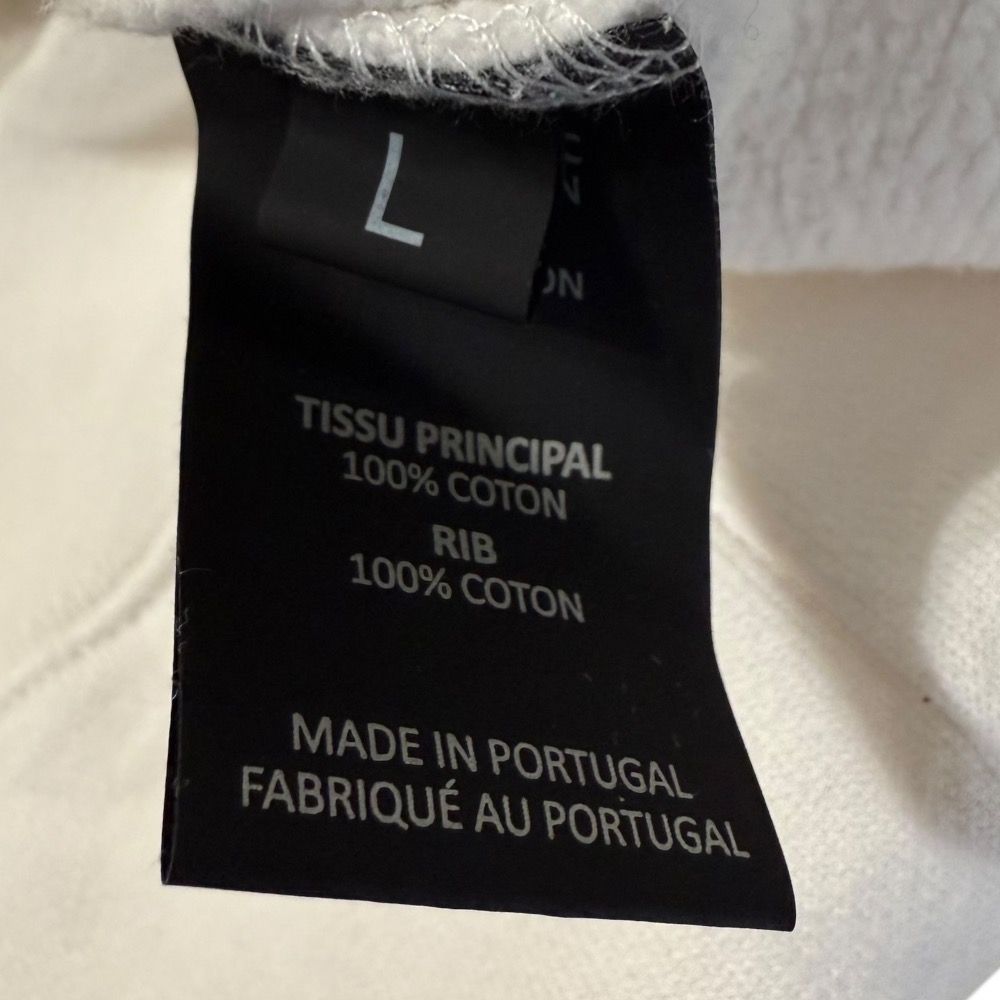 L
TISSU PRINCIPAL
100% COTON
RIB
100% COTON
MADE IN PORTUGAL
FABRIQUÉ AU PORTUGAL